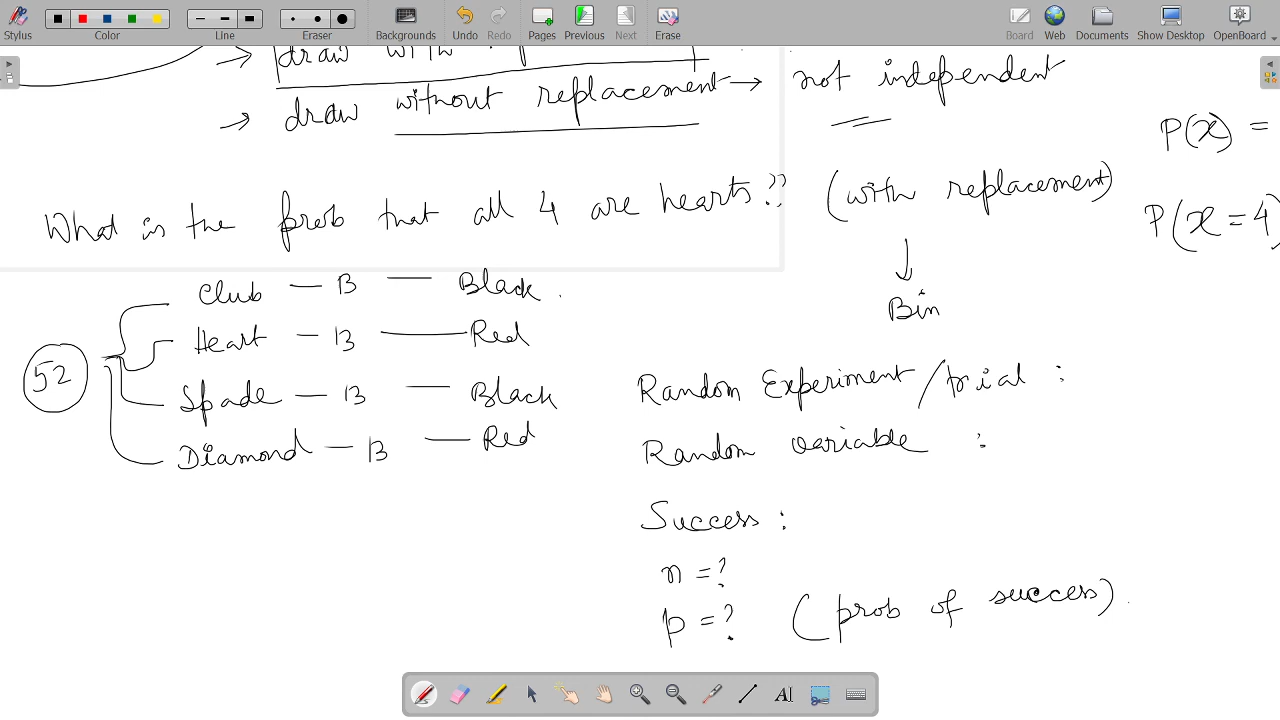 Stylus Color Line Eraser Backgrounds Undo Redo Pages Previous Next Erase Board Web Documents Show Desktop OpenBoard
→ draw with
→ draw without replacement → not independent
P(x) =
(with replacement)
P(x = 4)
What is the prob that all 4 are hearts??
↓
Bin
52
Club — 13 — Black .
Heart — 13 — Red
Spade — 13 — Black
Diamond — 13 — Red
Random Experiment/trial :
Random variable :
Success :
n = ?
p = ? (prob of success).
AI